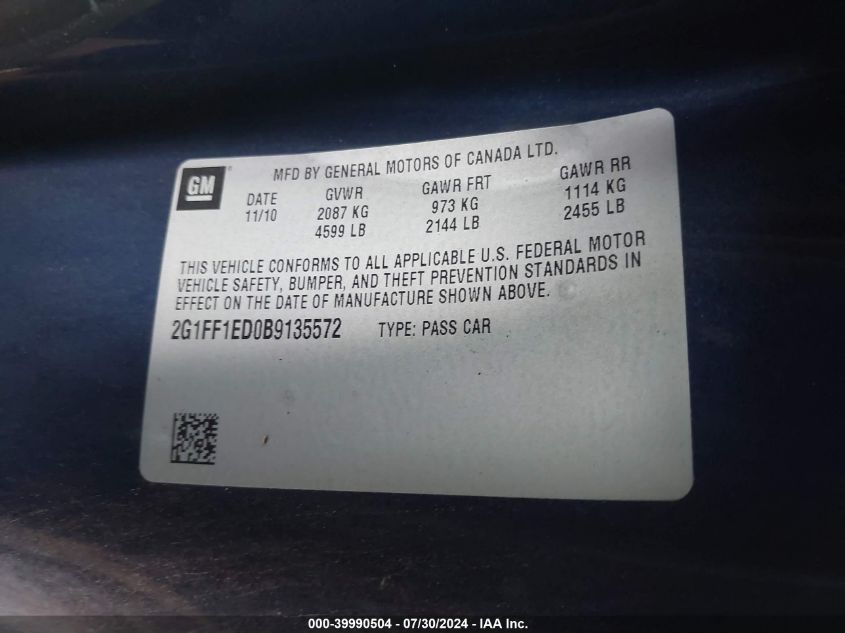 GM
MFD BY GENERAL MOTORS OF CANADA LTD.
DATE GVWR GAWR FRT GAWR RR
11/10 2087 KG 973 KG 1114 KG
4599 LB 2144 LB 2455 LB
THIS VEHICLE CONFORMS TO ALL APPLICABLE U.S. FEDERAL MOTOR
VEHICLE SAFETY, BUMPER, AND THEFT PREVENTION STANDARDS IN
EFFECT ON THE DATE OF MANUFACTURE SHOWN ABOVE.
2G1FF1ED0B9135572 TYPE: PASS CAR
000-39990504 - 07/30/2024 - IAA Inc.